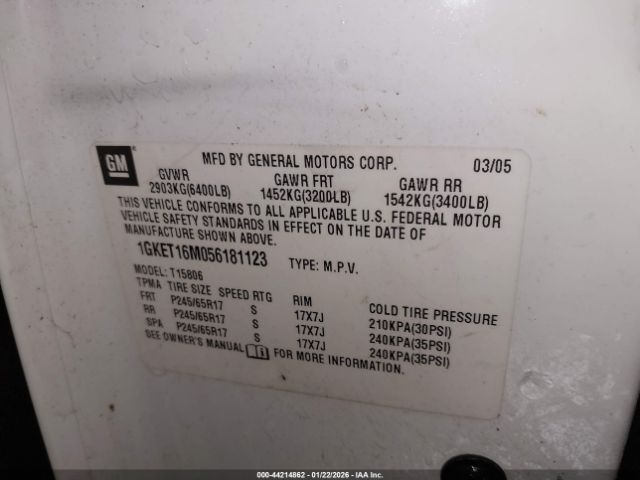 GM
MFD BY GENERAL MOTORS CORP. 03/05
GVWR GAWR FRT GAWR RR
2903KG(6400LB) 1452KG(3200LB) 1542KG(3400LB)
THIS VEHICLE CONFORMS TO ALL APPLICABLE U.S. FEDERAL MOTOR
VEHICLE SAFETY STANDARDS IN EFFECT ON THE DATE OF
MANUFACTURE SHOWN ABOVE.
1GKET16M056181123 TYPE: M.P.V.
MODEL: T15806
TPMA TIRE SIZE SPEED RTG RIM COLD TIRE PRESSURE
FRT P245/65R17 S 17X7J 210KPA(30PSI)
RR P245/65R17 S 17X7J 240KPA(35PSI)
SPA P245/65R17 S 17X7J 240KPA(35PSI)
SEE OWNER'S MANUAL FOR MORE INFORMATION.
000-44214862 | 01/22/2026 - IAA Inc.